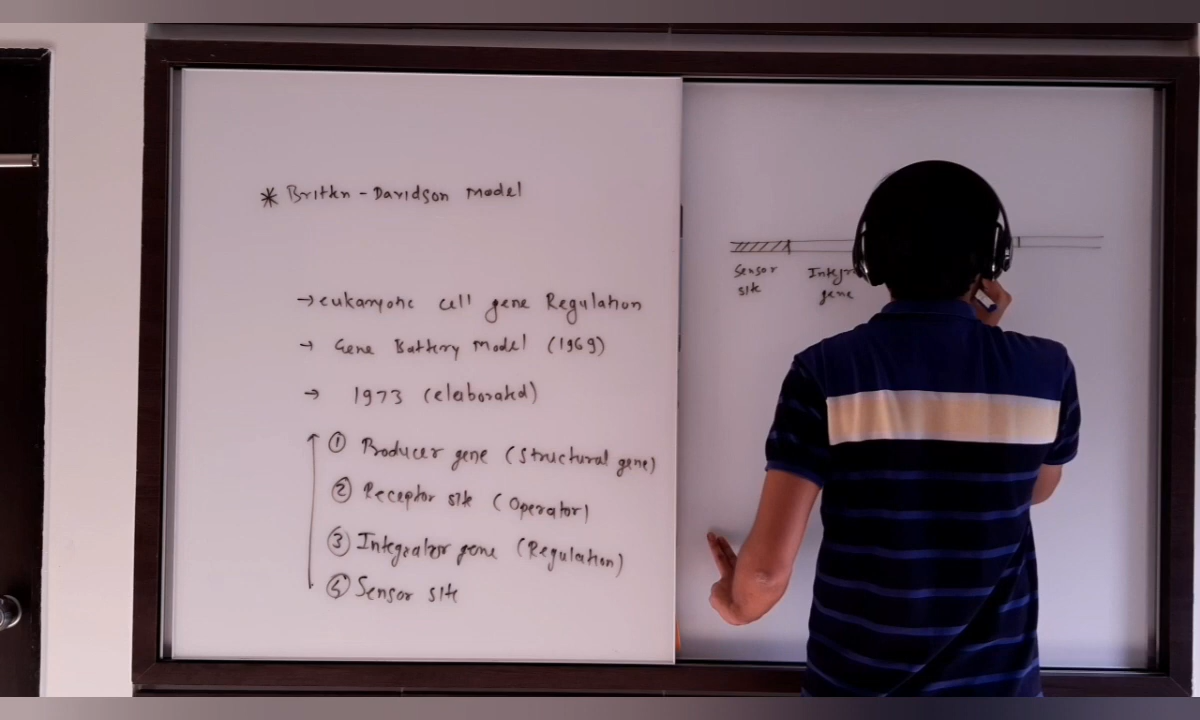 * Britten - Davidson Model
→ eukaryotic cell gene Regulation
→ Gene Battery Model (1969)
→ 1973 (elaborated)
① Producer gene (Structural gene)
② Receptor site (Operator)
③ Integrator gene (Regulation)
④ Sensor site
Sensor
site
gene